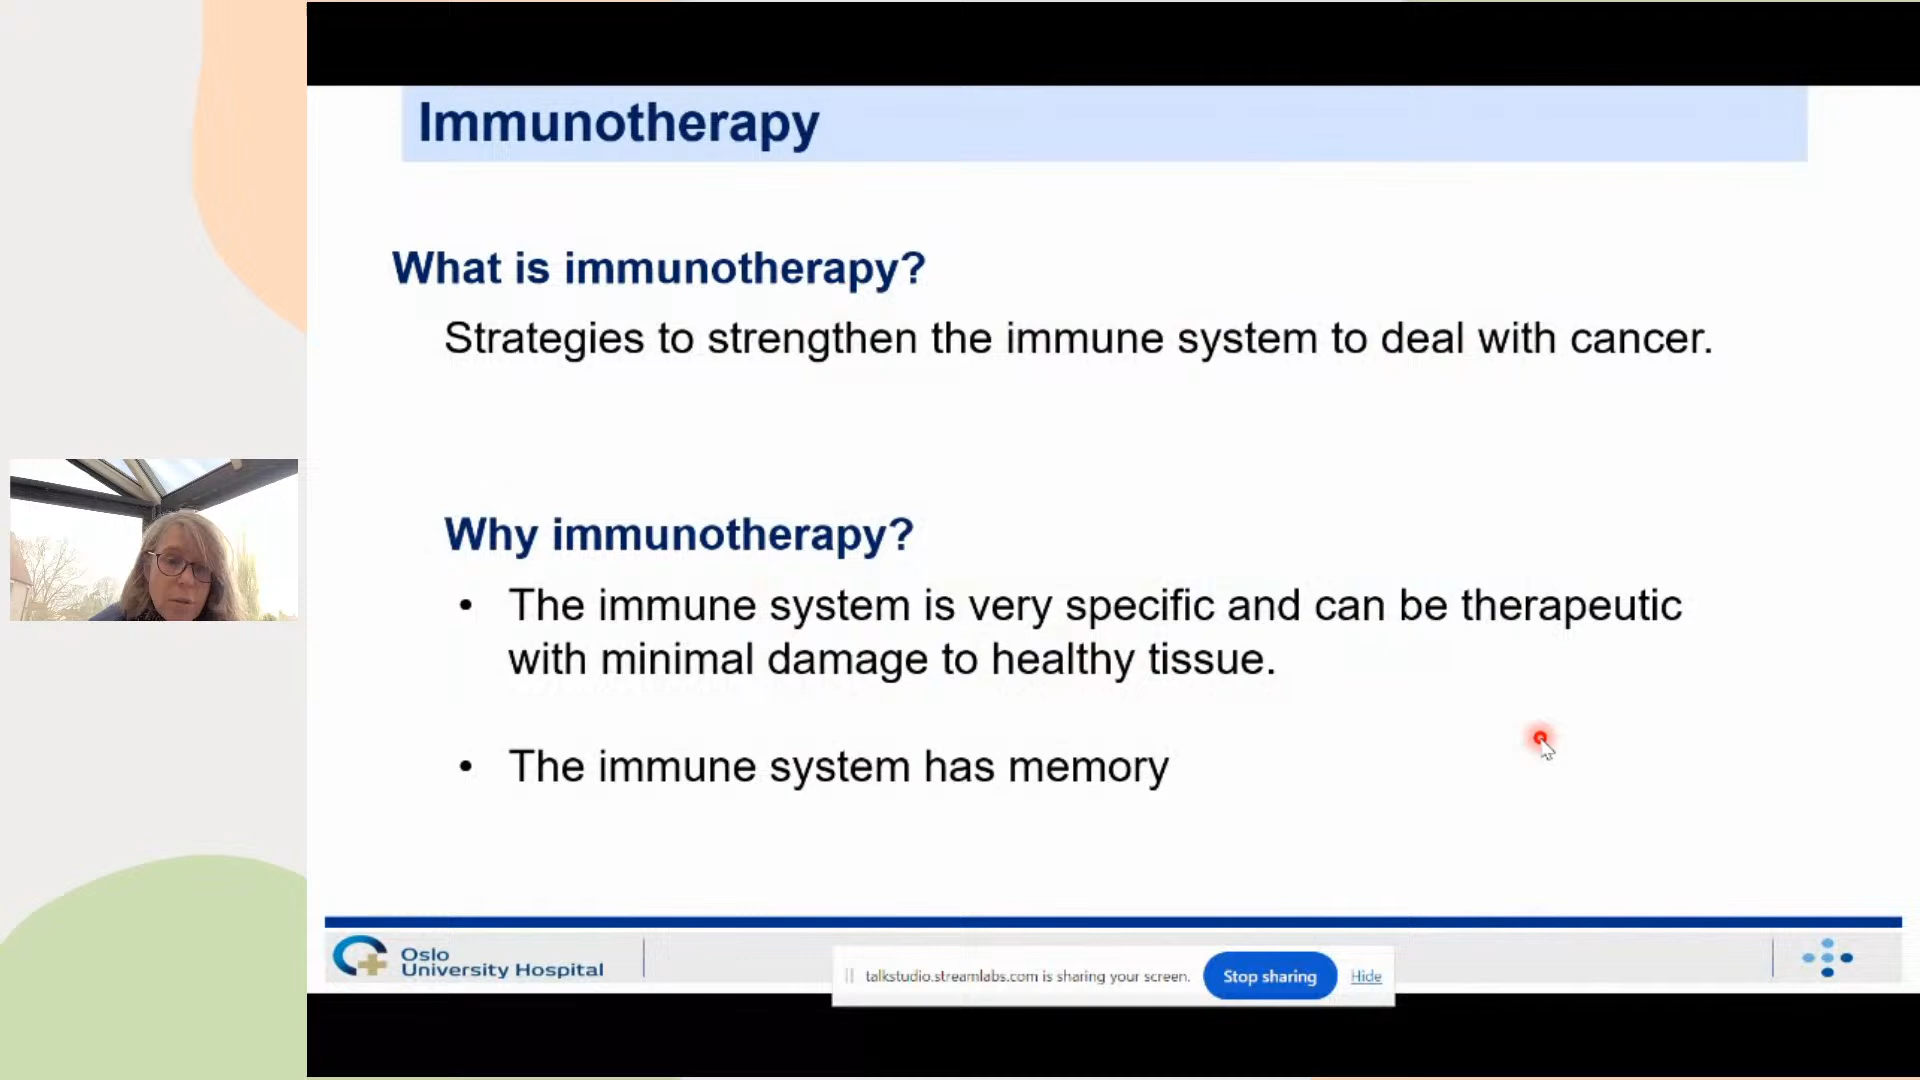 Immunotherapy
What is immunotherapy?
Strategies to strengthen the immune system to deal with cancer.
Why immunotherapy?
• The immune system is very specific and can be therapeutic
with minimal damage to healthy tissue.
• The immune system has memory
Oslo
University Hospital
talkstudio.streamlabs.com is sharing your screen. Stop sharing Hide